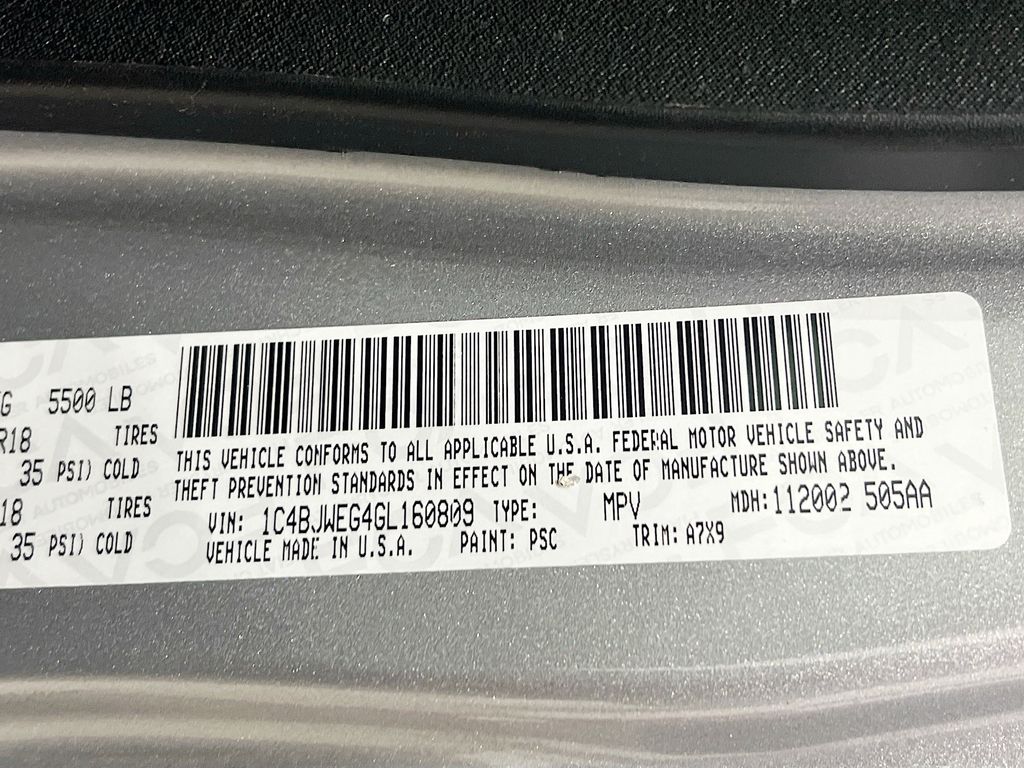 G 5500 LB
R18 TIRES
35 PSI) COLD
18 TIRES
35 PSI) COLD
THIS VEHICLE CONFORMS TO ALL APPLICABLE U.S.A. FEDERAL MOTOR VEHICLE SAFETY AND
THEFT PREVENTION STANDARDS IN EFFECT ON THE DATE OF MANUFACTURE SHOWN ABOVE.
VIN: 1C4BJWEG4GL160809 TYPE: MPV MDH:112002 505AA
VEHICLE MADE IN U.S.A. PAINT: PSC TRIM: A7X9